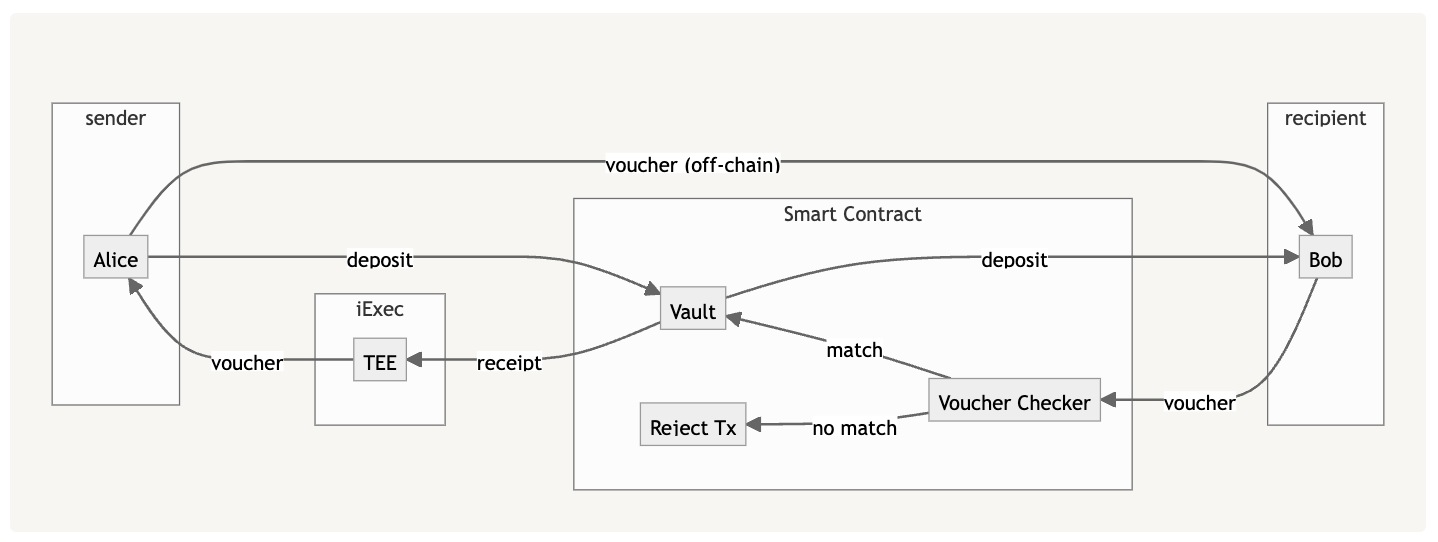 sender
recipient
voucher (off-chain)
Smart Contract
Alice
deposit
deposit
Bob
iExec
Vault
TEE
voucher
receipt
match
Voucher Checker
voucher
Reject Tx
no match